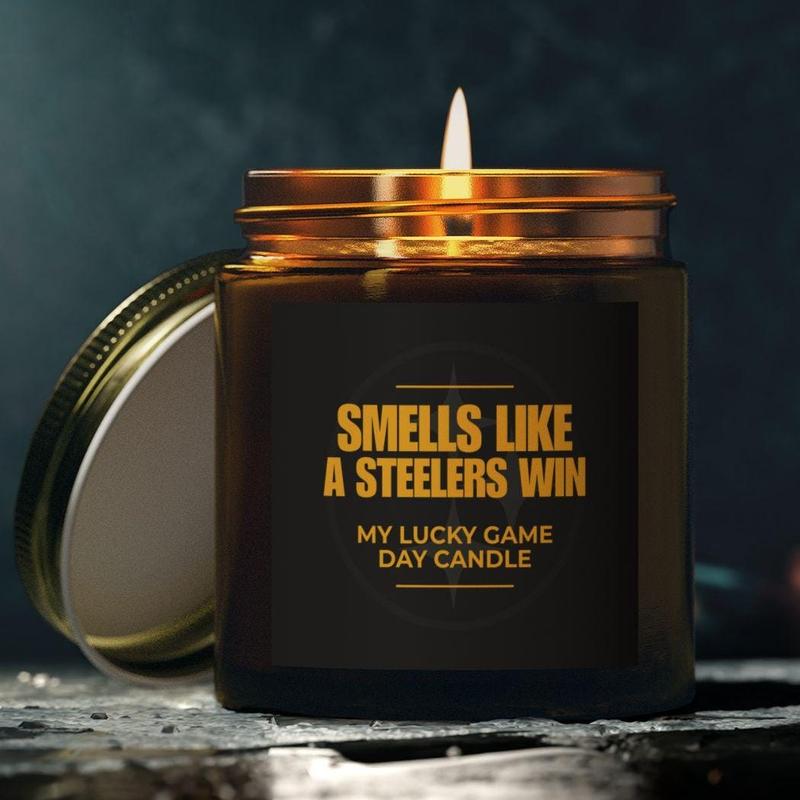 SMELLS LIKE
A STEELERS WIN
MY LUCKY GAME
DAY CANDLE